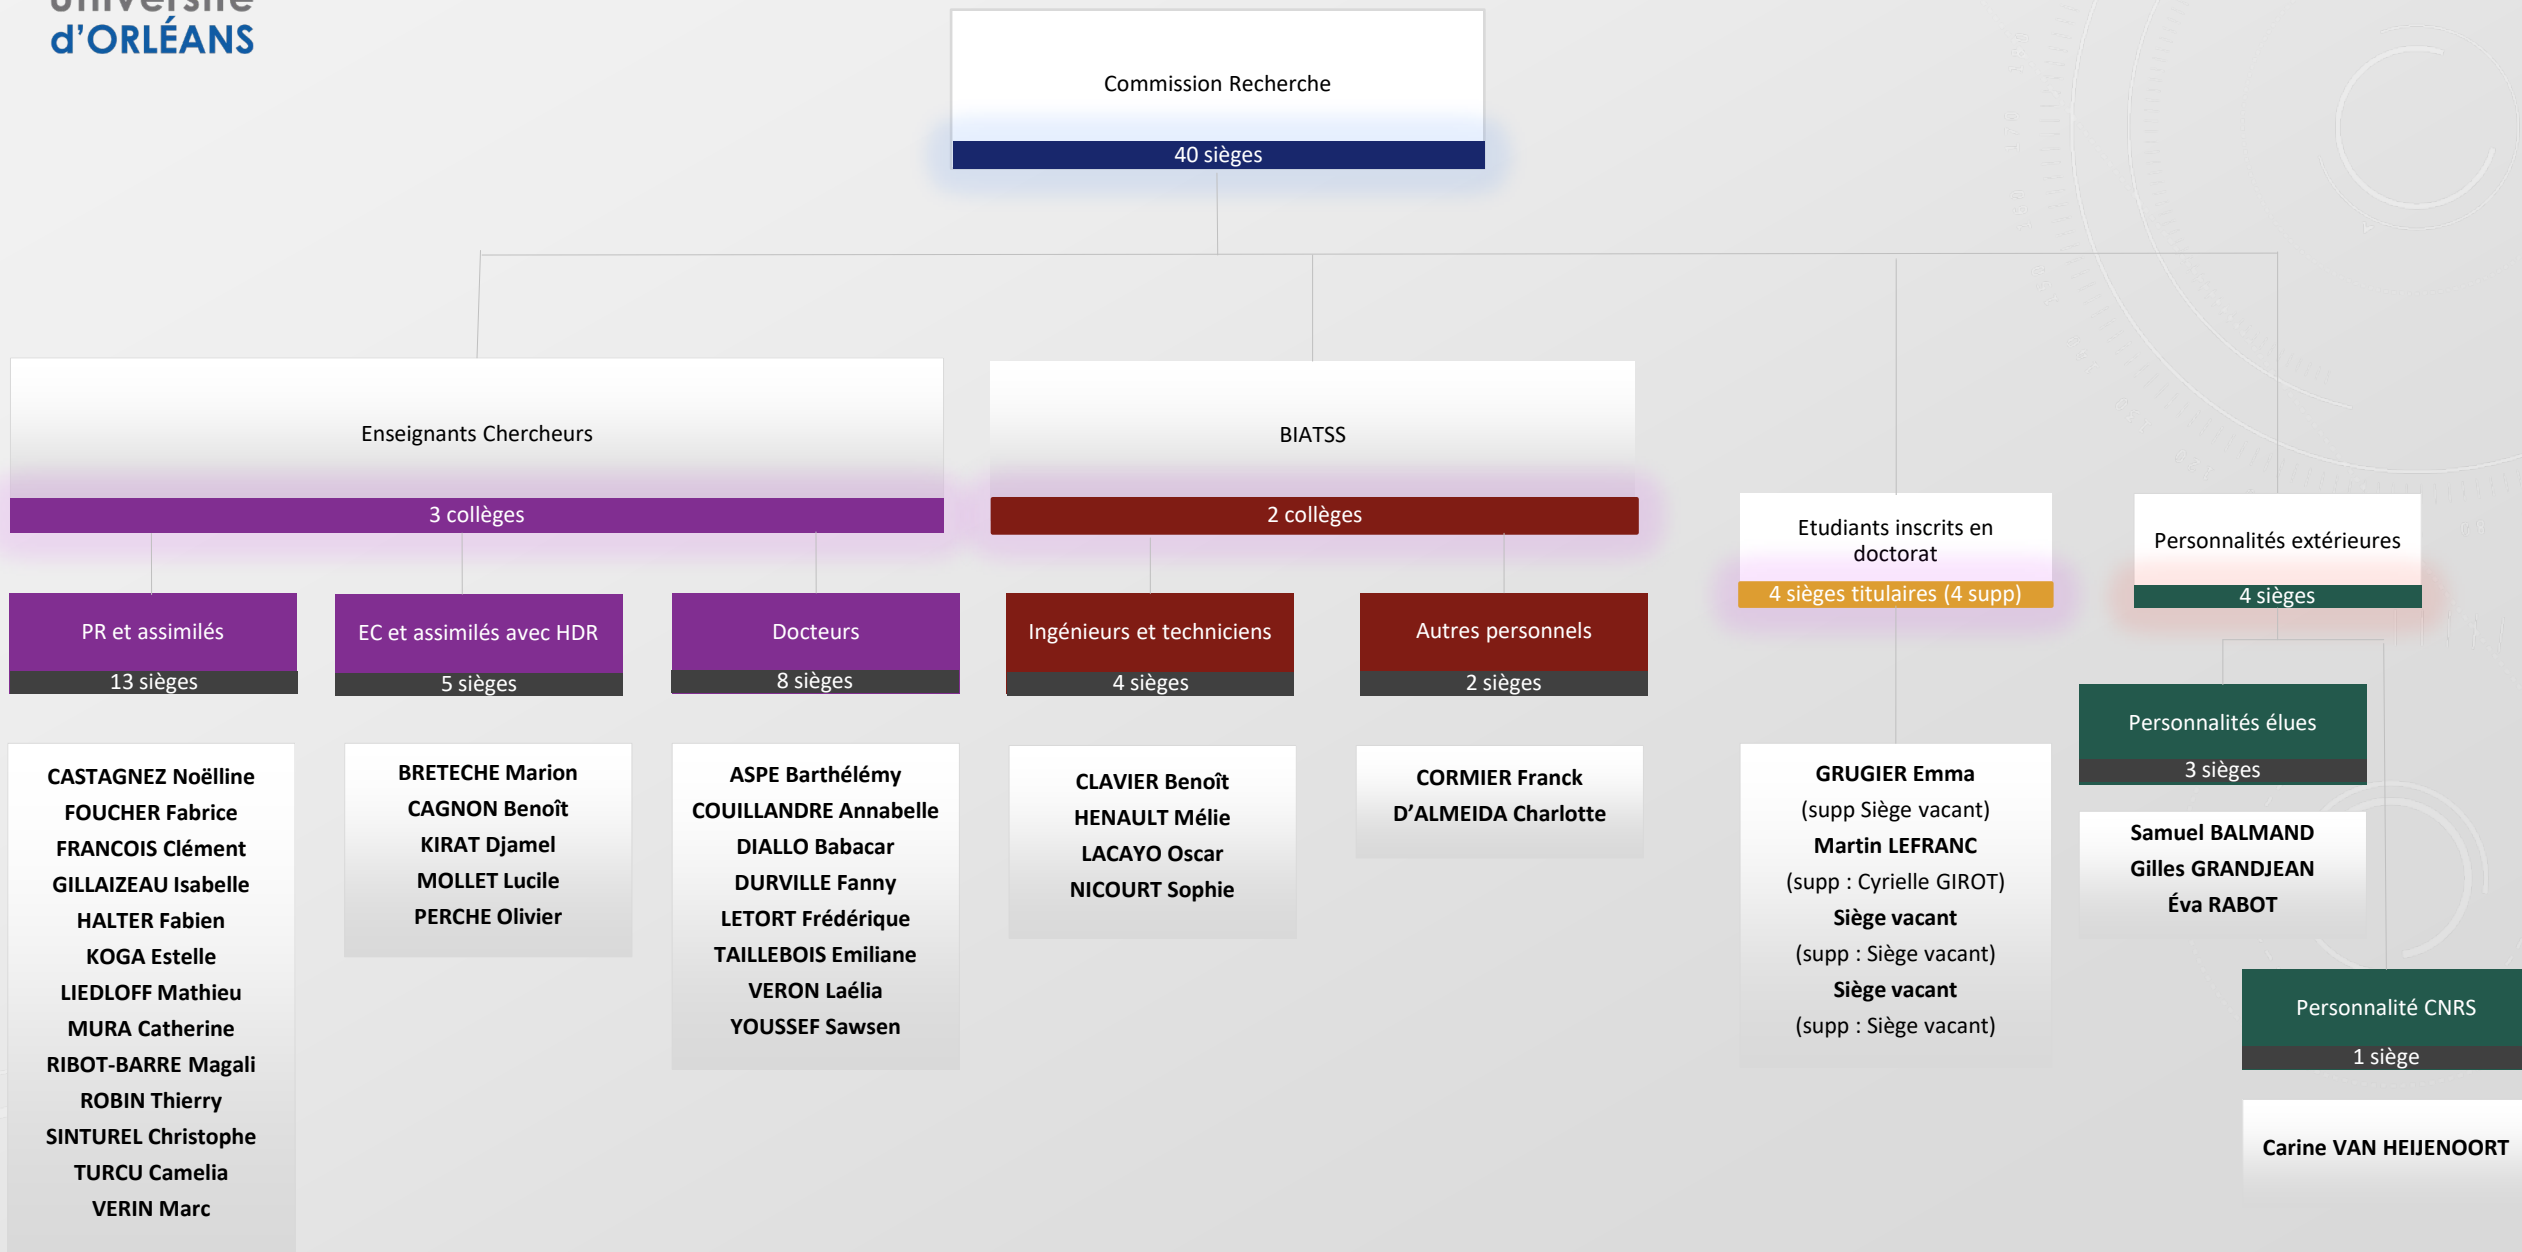 Université
d'ORLÉANS
Commission Recherche
40 sièges
Enseignants Chercheurs
3 collèges
BIATSS
2 collèges
Etudiants inscrits en
doctorat
4 sièges titulaires (4 supp)
Personnalités extérieures
4 sièges
PR et assimilés
13 sièges
EC et assimilés avec HDR
5 sièges
Docteurs
8 sièges
Ingénieurs et techniciens
4 sièges
Autres personnels
2 sièges
CASTAGNEZ Noëlline
FOUCHER Fabrice
FRANCOIS Clément
GILLAIZEAU Isabelle
HALTER Fabien
KOGA Estelle
LIEDLOFF Mathieu
MURA Catherine
RIBOT-BARRE Magali
ROBIN Thierry
SINTUREL Christophe
TURCU Camelia
VERIN Marc
BRETECHE Marion
CAGNON Benoît
KIRAT Djamel
MOLLET Lucile
PERCHE Olivier
ASPE Barthélémy
COUILLANDRE Annabelle
DIALLO Babacar
DURVILLE Fanny
LETORT Frédérique
TAILLEBOIS Emiliane
VERON Laélia
YOUSSEF Sawsen
CLAVIER Benoît
HENAULT Mélie
LACAYO Oscar
NICOURT Sophie
CORMIER Franck
D'ALMEIDA Charlotte
GRUGIER Emma
(supp Siège vacant)
Martin LEFRANC
(supp : Cyrielle GIROT)
Siège vacant
(supp : Siège vacant)
Siège vacant
(supp : Siège vacant)
Personnalités élues
3 sièges
Samuel BALMAND
Gilles GRANDJEAN
Éva RABOT
Personnalité CNRS
1 siège
Carine VAN HEIJENOORT